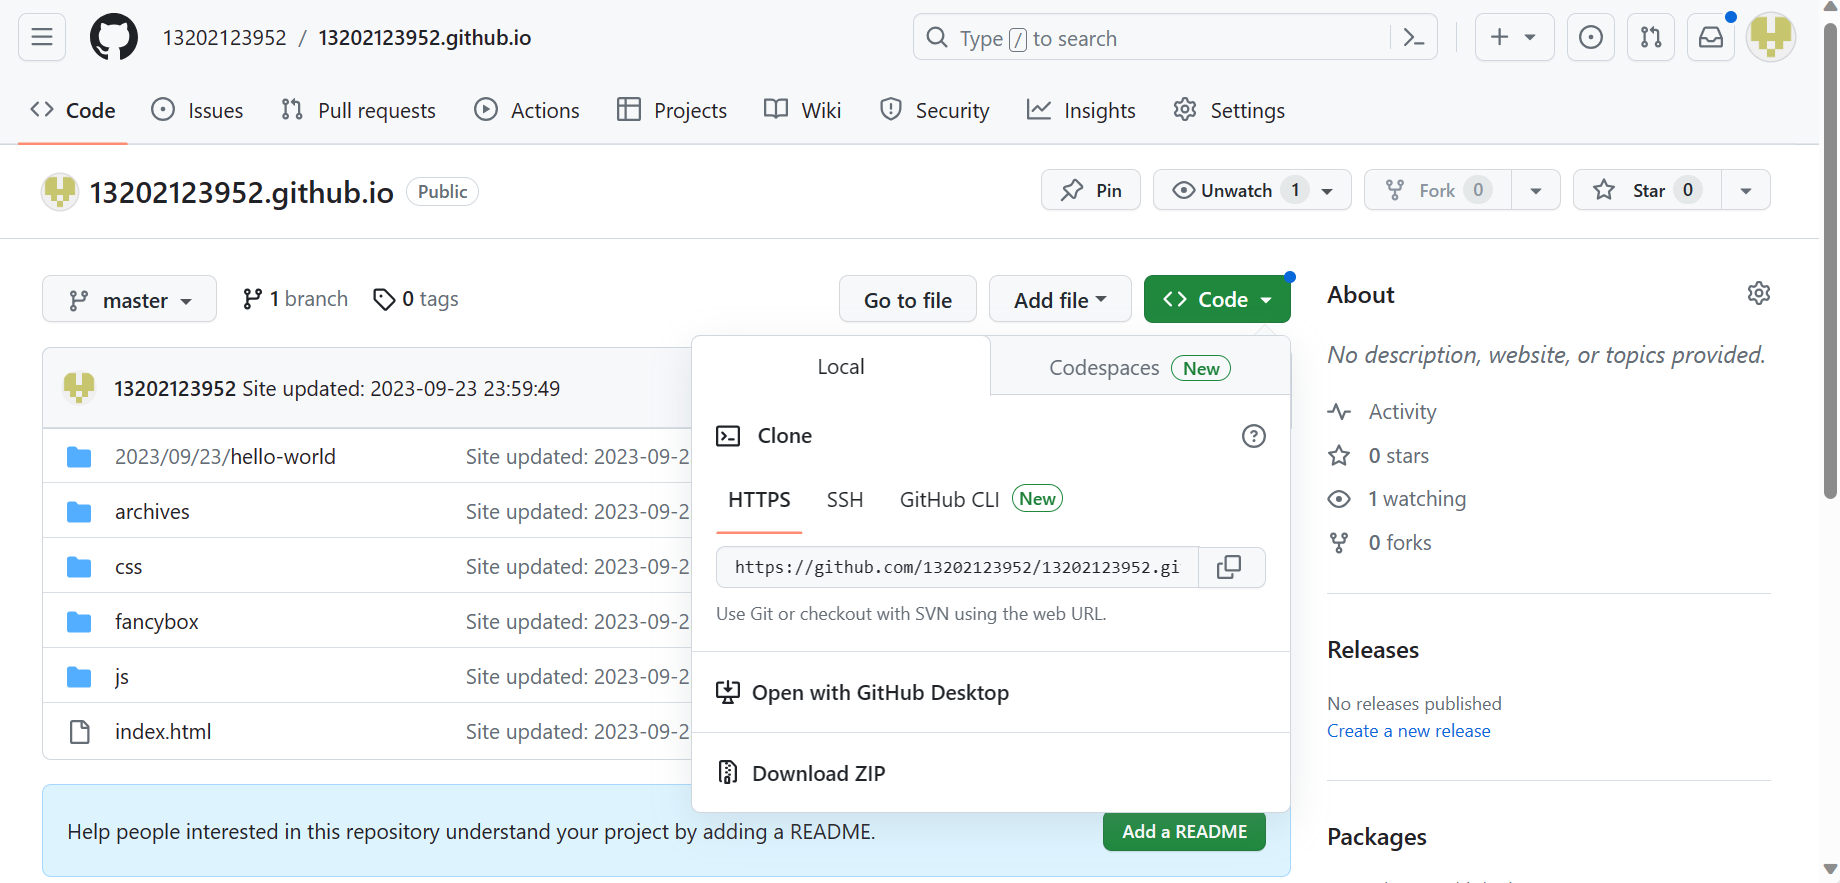 13202123952 / 13202123952.github.io
Type / to search
Code
Issues
Pull requests
Actions
Projects
Wiki
Security
Insights
Settings
13202123952.github.io Public
Pin
Unwatch 1
Fork 0
Star 0
master
1 branch
0 tags
Go to file
Add file
Code
About
No description, website, or topics provided.
Activity
0 stars
1 watching
0 forks
Releases
No releases published
Create a new release
Packages
13202123952 Site updated: 2023-09-23 23:59:49
2023/09/23/hello-world Site updated: 2023-09-2
archives Site updated: 2023-09-2
css Site updated: 2023-09-2
fancybox Site updated: 2023-09-2
js Site updated: 2023-09-2
index.html Site updated: 2023-09-2
Local
Codespaces New
Clone
HTTPS
SSH
GitHub CLI New
https://github.com/13202123952/13202123952.gi
Use Git or checkout with SVN using the web URL.
Open with GitHub Desktop
Download ZIP
Help people interested in this repository understand your project by adding a README.
Add a README